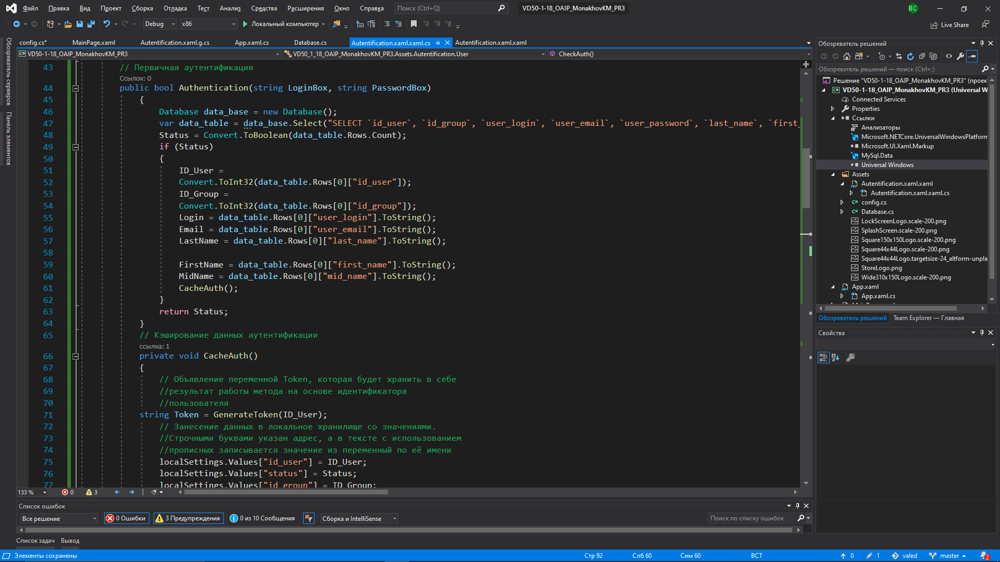 Файл Правка Вид Проект Сборка Отладка Тест Анализ Средства Расширения Окно Справка Поиск (Ctrl+Q) VD50-1-18_OAIP_MonakhovKM_PR3 ВС
Debug x86 Локальный компьютер Live Share
config.cs* MainPage.xaml Autentification.xaml.g.cs App.xaml.cs Database.cs Autentification.xaml.xaml.cs Autentification.xaml.xaml
VD50-1-18_OAIP_MonakhovKM_PR3 VD50_1_18_OAIP_MonakhovKM_PR3.Assets.Autentification.User CheckAuth()
Обозреватель серверов
Панель элементов
43 // Первичная аутентификация
Ссылок: 0
44 public bool Authentication(string LoginBox, string PasswordBox)
45 {
46 Database data_base = new Database();
47 var data_table = data_base.Select("SELECT `id_user`, `id_group`, `user_login`, `user_email`, `user_password`, `last_name`, `first_
48 Status = Convert.ToBoolean(data_table.Rows.Count);
49 if (Status)
50 {
51 ID_User =
52 Convert.ToInt32(data_table.Rows[0]["id_user"]);
53 ID_Group =
54 Convert.ToInt32(data_table.Rows[0]["id_group"]);
55 Login = data_table.Rows[0]["user_login"].ToString();
56 Email = data_table.Rows[0]["user_email"].ToString();
57 LastName = data_table.Rows[0]["last_name"].ToString();
58
59 FirstName = data_table.Rows[0]["first_name"].ToString();
60 MidName = data_table.Rows[0]["mid_name"].ToString();
61 CacheAuth();
62 }
63 return Status;
64 }
65 // Кэширование данных аутентификации
ссылка: 1
66 private void CacheAuth()
67 {
68 // Объявление переменной Token, которая будет хранить в себе
69 //результат работы метода на основе идентификатора
70 //пользователя
71 string Token = GenerateToken(ID_User);
72 // Занесение данных в локальное хранилище со значениями.
73 //Строчными буквами указан адрес, а в тексте с использованием
74 //прописных записывается значение из переменный по её имени
75 localSettings.Values["id_user"] = ID_User;
76 localSettings.Values["status"] = Status;
77 localSettings.Values["id_group"] = ID_Group;
133 % 0 3
Список ошибок
Все решение 0 Ошибки 3 Предупреждения 0 из 10 Сообщения Сборка и IntelliSense Поиск по списку ошибок
Список задач Вывод
Обозреватель решений
Обозреватель решений — поиск (Ctrl+;)
Решение "VD50-1-18_OAIP_MonakhovKM_PR3" (проек
VD50-1-18_OAIP_MonakhovKM_PR3 (Universal W
Connected Services
Properties
Ссылки
Анализаторы
Microsoft.NETCore.UniversalWindowsPlatform
Microsoft.UI.Xaml.Markup
MySql.Data
Universal Windows
Assets
Autentification.xaml.xaml
Autentification.xaml.xaml.cs
config.cs
Database.cs
LockScreenLogo.scale-200.png
SplashScreen.scale-200.png
Square150x150Logo.scale-200.png
Square44x44Logo.scale-200.png
Square44x44Logo.targetsize-24_altform-unpla
StoreLogo.png
Wide310x150Logo.scale-200.png
App.xaml
App.xaml.cs
Обозреватель решений Team Explorer — Главная
Свойства
Элементы сохранены Стр 92 Слб 60 Сим 60 ВСТ 0 1 valed master 2